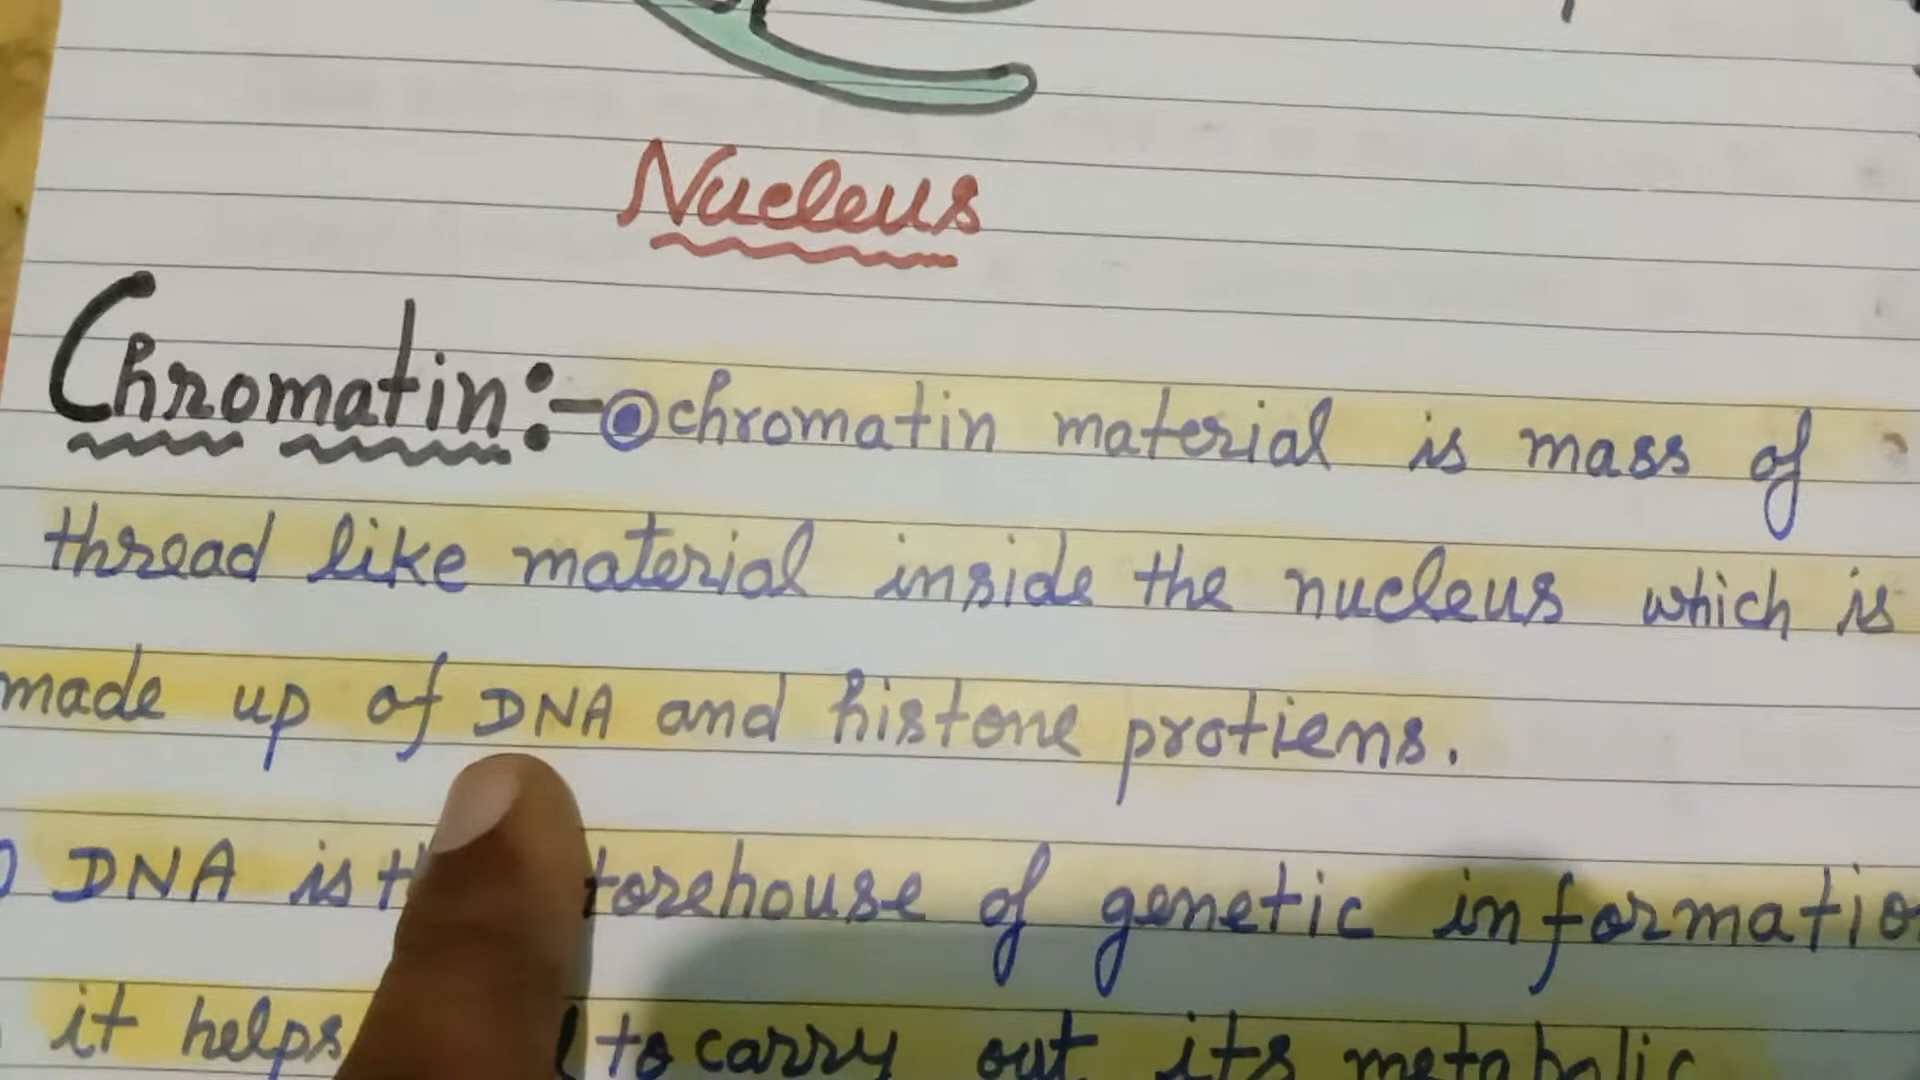 Nucleus
Chromatin:- chromatin material is mass of
thread like material inside the nucleus which is
made up of DNA and histone protiens.
DNA is of genetic
it helps to carry out its metabolic